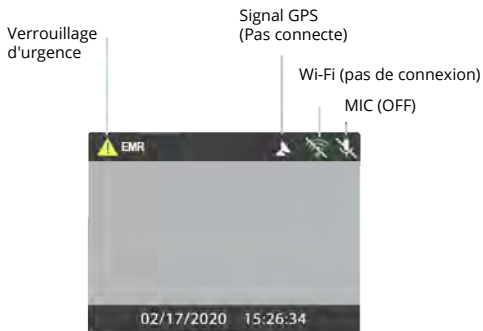 Signal GPS
(Pas connecte)
Verrouillage
d'urgence
Wi-Fi (pas de connexion)
MIC (OFF)
EMR
02/17/2020 15:26:34